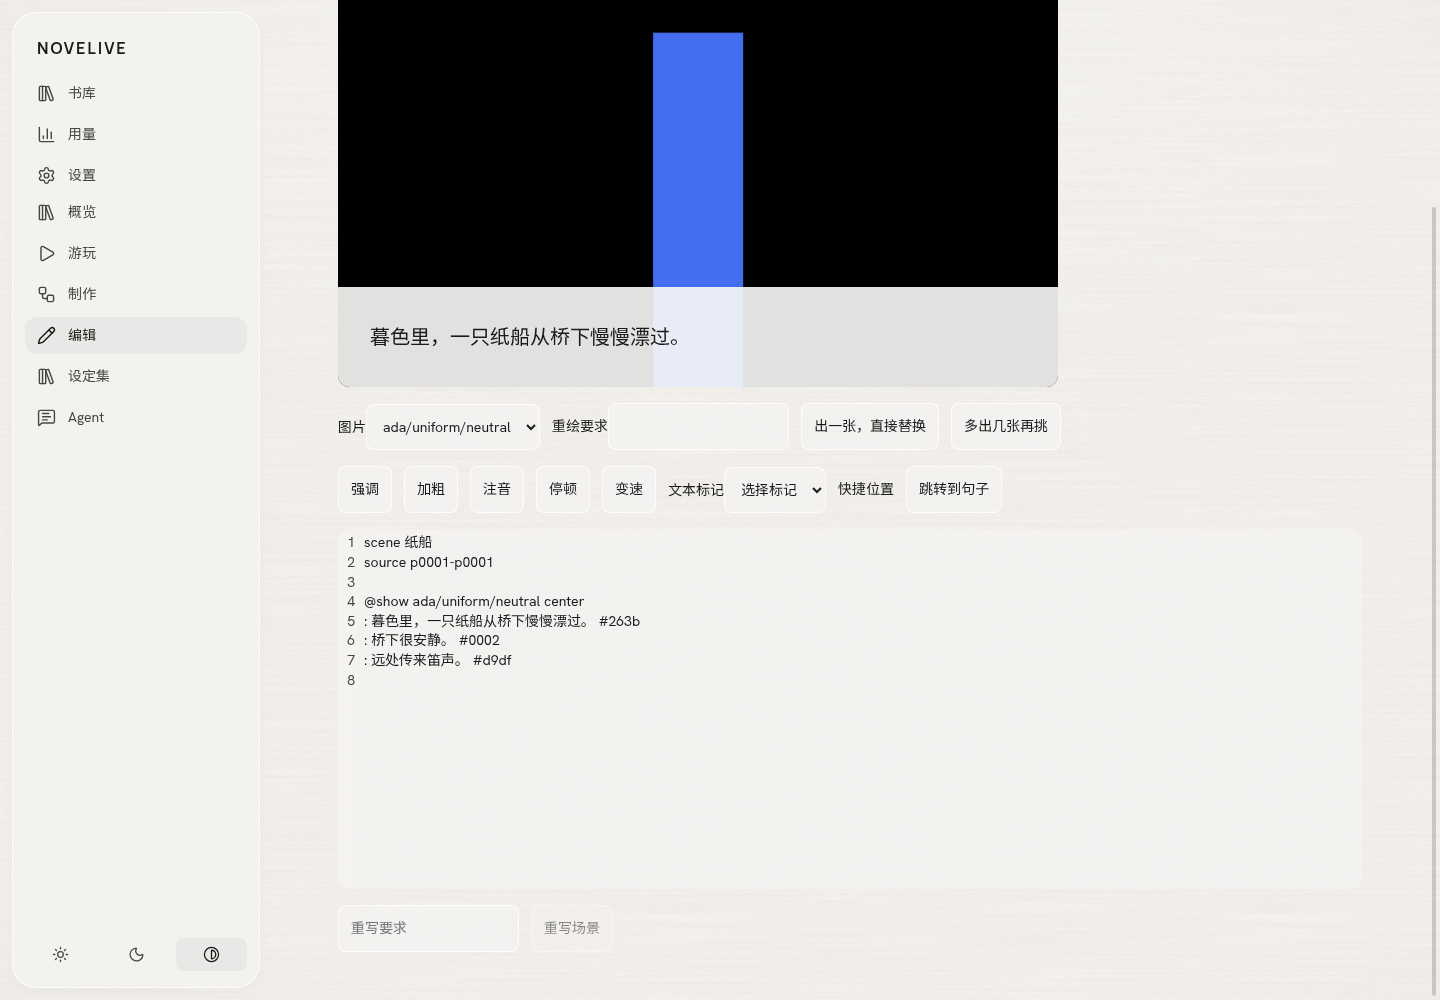 NOVELIVE
书库
用量
设置
概览
游玩
制作
编辑
设定集
Agent
暮色里，一只纸船从桥下慢慢漂过。
图片 ada/uniform/neutral 重绘要求 出一张，直接替换 多出几张再挑
强调 加粗 注音 停顿 变速 文本标记 选择标记 快捷位置 跳转到句子
1 scene 纸船
2 source p0001-p0001
3
4 @show ada/uniform/neutral center
5 : 暮色里，一只纸船从桥下慢慢漂过。 #263b
6 : 桥下很安静。 #0002
7 : 远处传来笛声。 #d9df
8
重写要求 重写场景